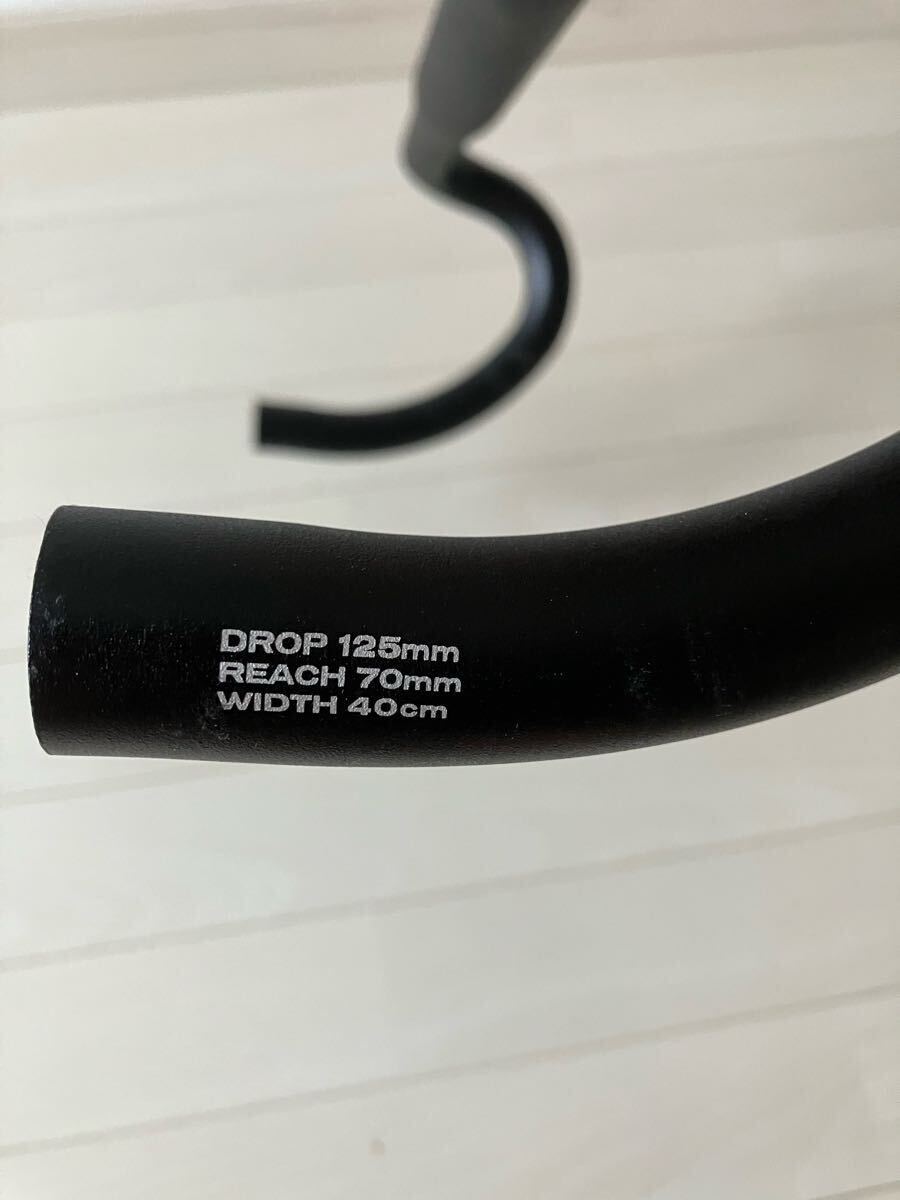 DROP 125mm
REACH 70mm
WIDTH 40cm